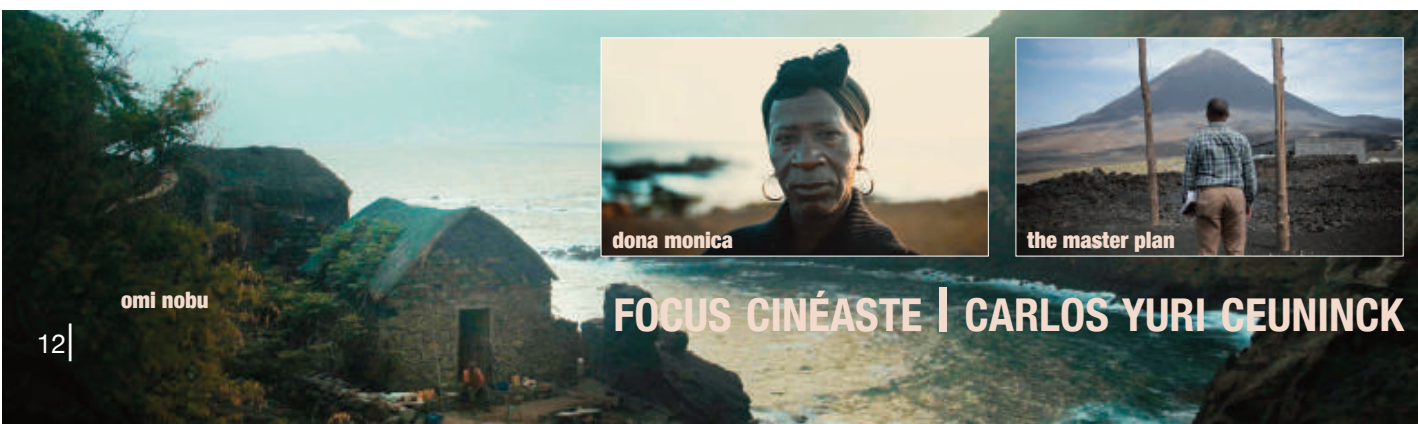 dona monica
the master plan
omi nobu
FOCUS CINÉASTE | CARLOS YURI CEUNINCK
12|